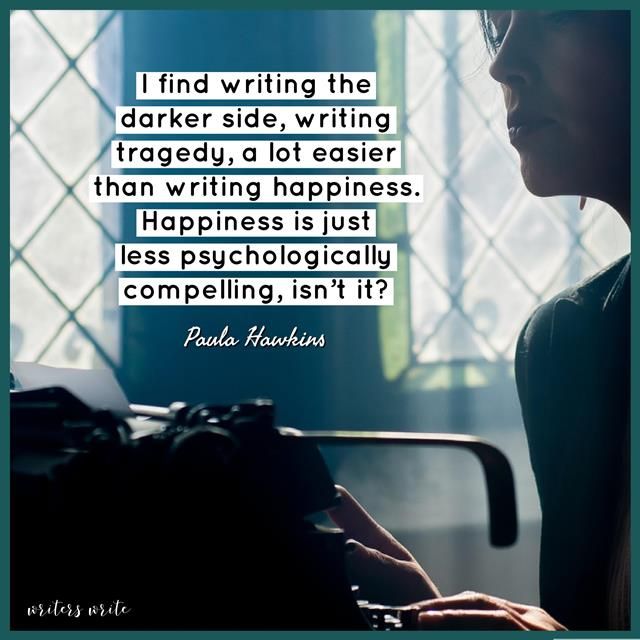 I find writing the
darker side, writing
tragedy, a lot easier
than writing happiness.
Happiness is just
less psychologically
compelling, isn't it?
Paula Hawkins
writers write